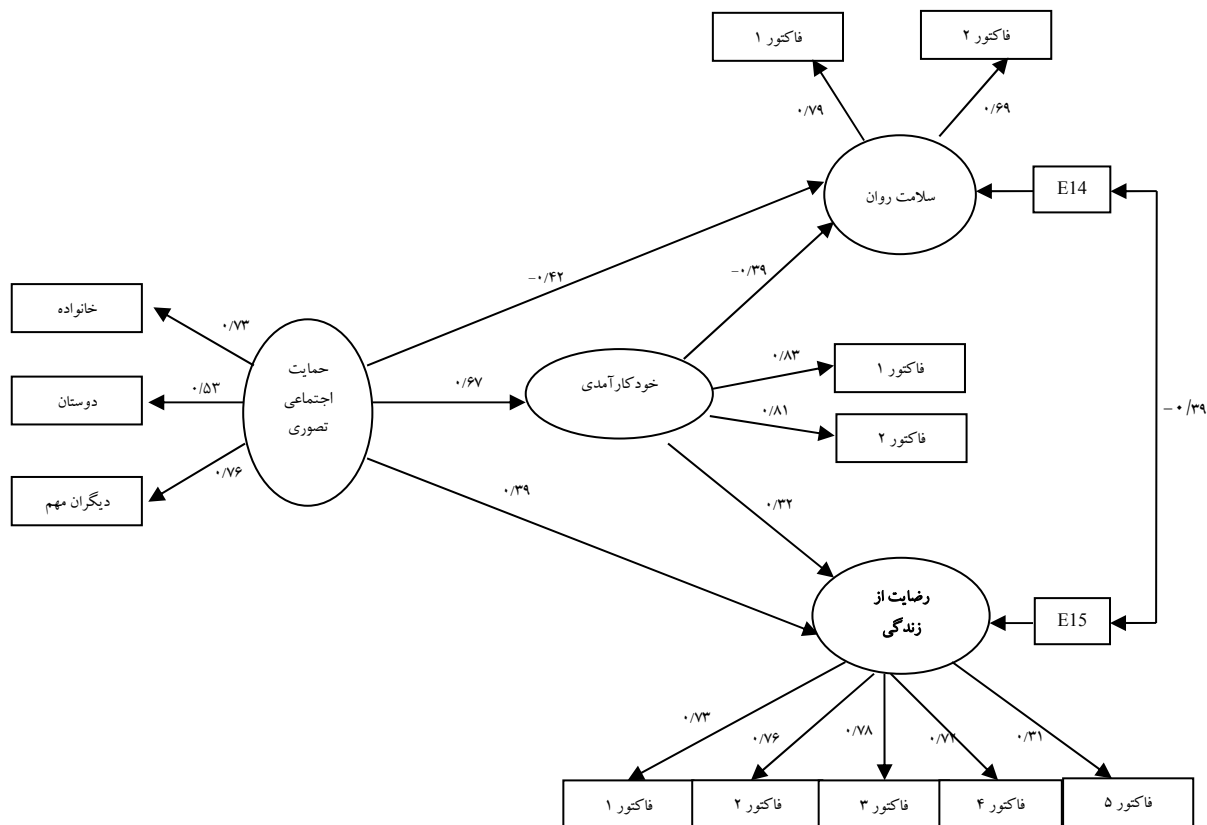 فاکتور ۱
فاکتور ۲
۰/۷۹
۰/۶۹
سلامت روان
E14
−۰/۴۲
−۰/۳۹
خانواده
۰/۷۳
حمایت
اجتماعی
تصوری
دوستان
۰/۵۳
۰/۶۷
خودکارآمدی
۰/۸۳
فاکتور ۱
۰/۸۱
فاکتور ۲
− ۰/۳۹
دیگران مهم
۰/۷۶
۰/۳۹
۰/۳۲
رضایت از
زندگی
E15
۰/۷۳
۰/۷۶
۰/۷۸
۰/۷۲
۰/۳۱
فاکتور ۱
فاکتور ۲
فاکتور ۳
فاکتور ۴
فاکتور ۵